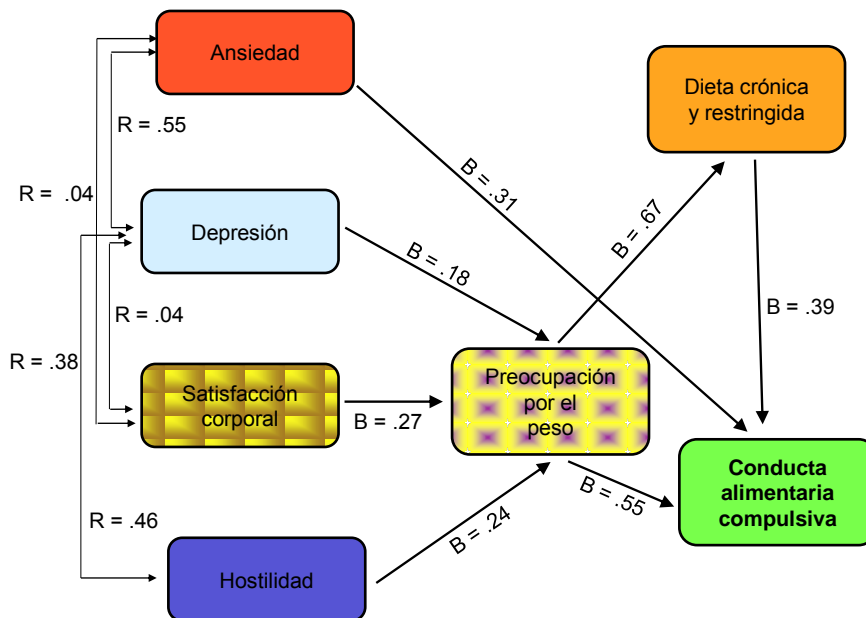 Ansiedad
Dieta crónica
y restringida
R = .55
B = .31
R = .04
B = .67
Depresión
B = .18
R = .04
B = .39
R = .38
Satisfacción
corporal
B = .27
Preocupación
por el
peso
Conducta
alimentaria
compulsiva
B = .55
R = .46
B = .24
Hostilidad